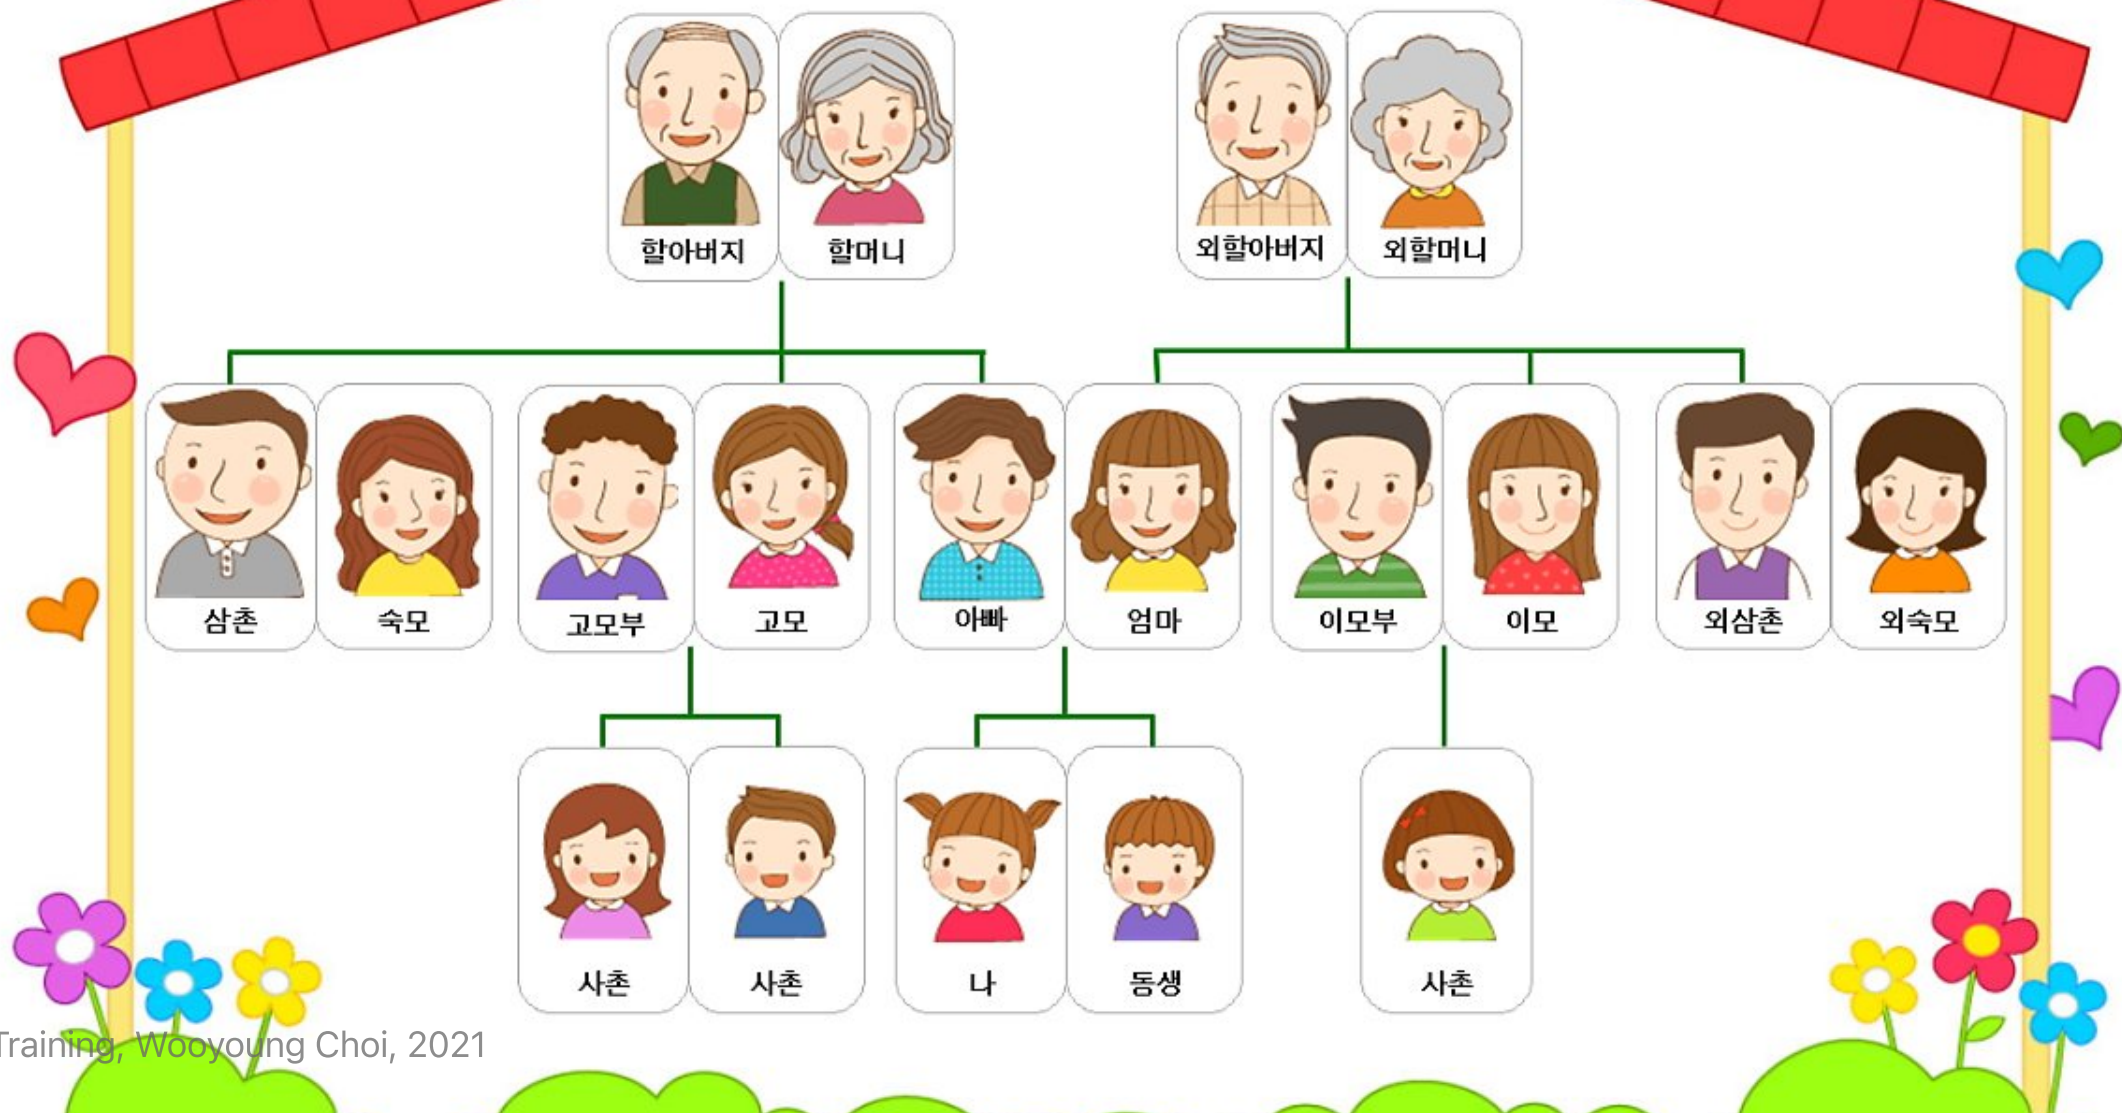 할아버지 할머니 외할아버지 외할머니
삼촌 숙모 고모부 고모 아빠 엄마 이모부 이모 외삼촌 외숙모
사촌 사촌 나 동생 사촌
Training, Wooyoung Choi, 2021